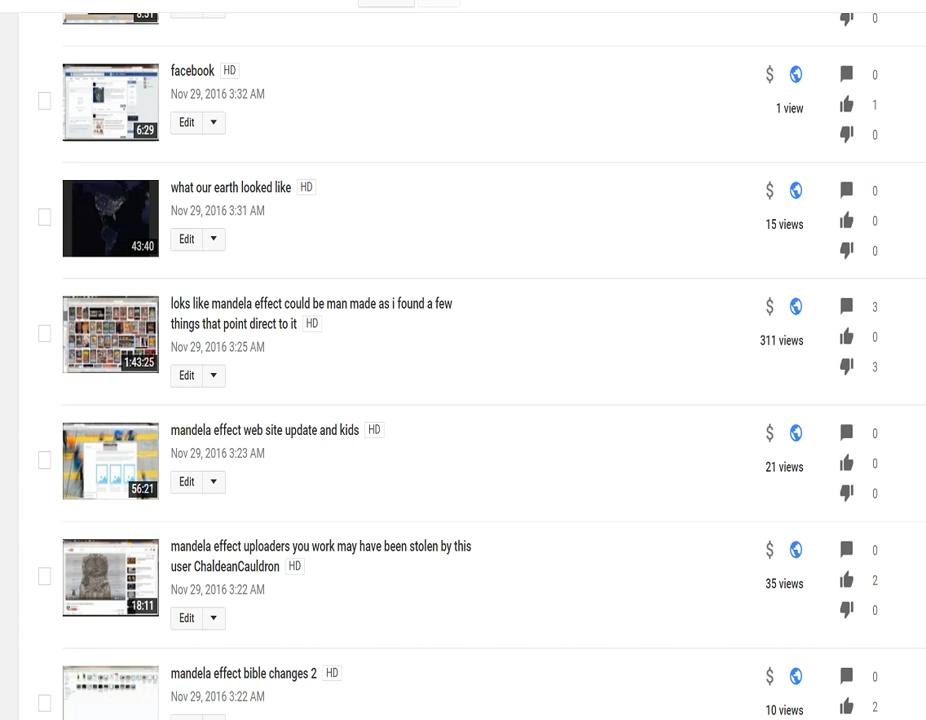 8:51
0
facebook HD
Nov 29, 2016 3:32 AM
Edit
6:29
$
1 view
0
1
0
what our earth looked like HD
Nov 29, 2016 3:31 AM
Edit
43:40
$
15 views
0
0
0
loks like mandela effect could be man made as i found a few
things that point direct to it HD
Nov 29, 2016 3:25 AM
Edit
1:43:25
$
311 views
3
0
3
mandela effect web site update and kids HD
Nov 29, 2016 3:23 AM
Edit
56:21
$
21 views
0
0
0
mandela effect uploaders you work may have been stolen by this
user ChaldeanCauldron HD
Nov 29, 2016 3:22 AM
Edit
18:11
$
35 views
0
2
0
mandela effect bible changes 2 HD
Nov 29, 2016 3:22 AM
$
10 views
0
2